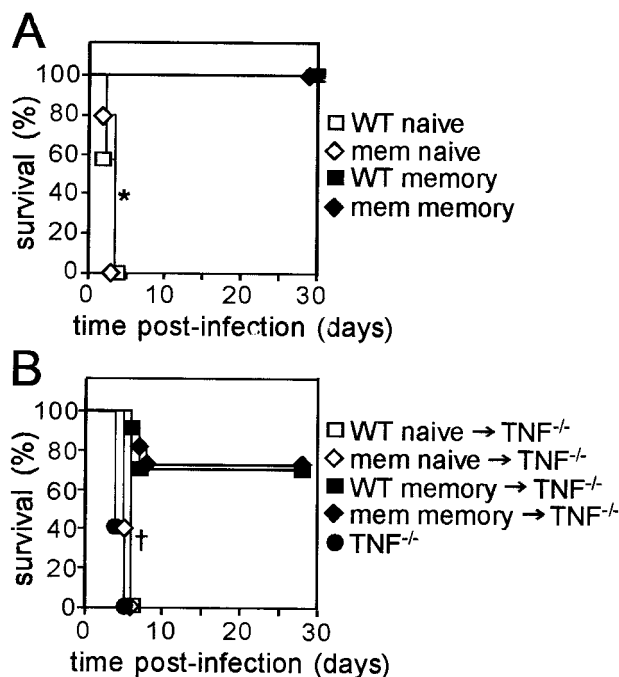 A
survival (%)
100
80
60
40
20
0
*
0 10 20 30
time post-infection (days)
WT naive
mem naive
WT memory
mem memory
B
survival (%)
100
80
60
40
20
0
†
0 10 20 30
time post-infection (days)
WT naive → TNF-/-
mem naive → TNF-/-
WT memory → TNF-/-
mem memory → TNF-/-
TNF-/-